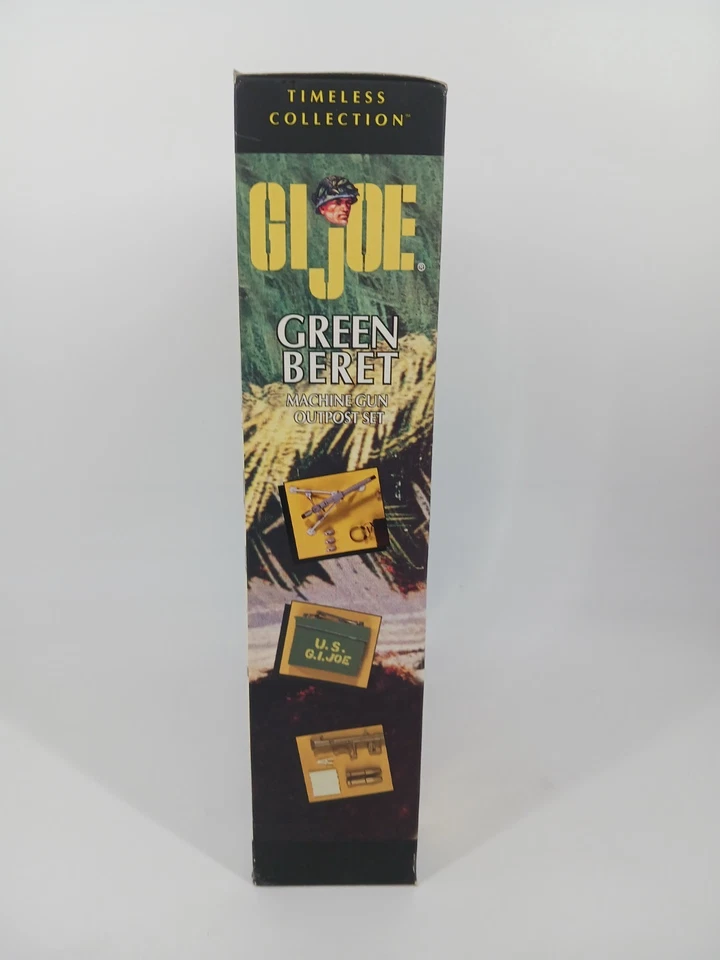 TIMELESS
COLLECTION™
GI JOE®
GREEN
BERET
MACHINE GUN
OUTPOST SET
U.S.
G.I. JOE